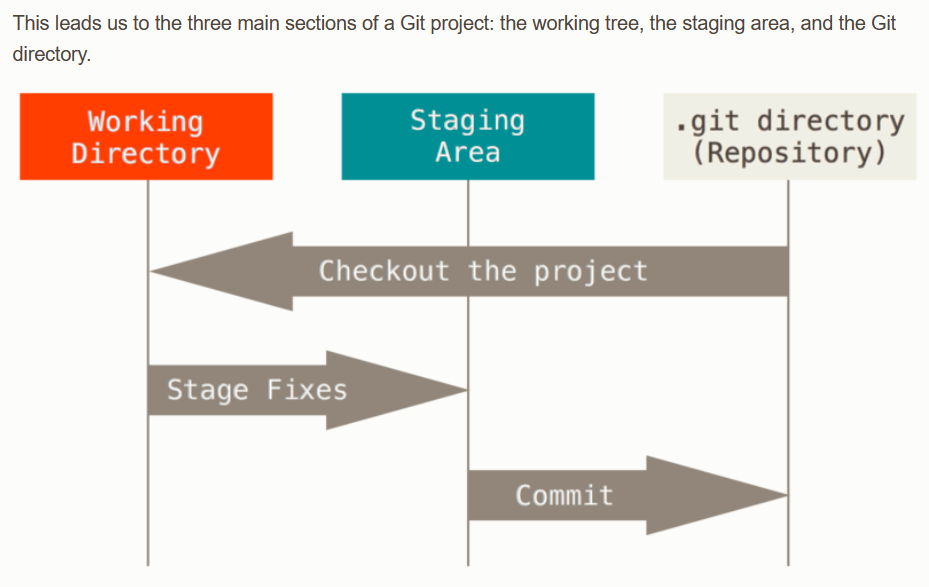 This leads us to the three main sections of a Git project: the working tree, the staging area, and the Git
directory.
Working
Directory
Staging
Area
.git directory
(Repository)
Checkout the project
Stage Fixes
Commit